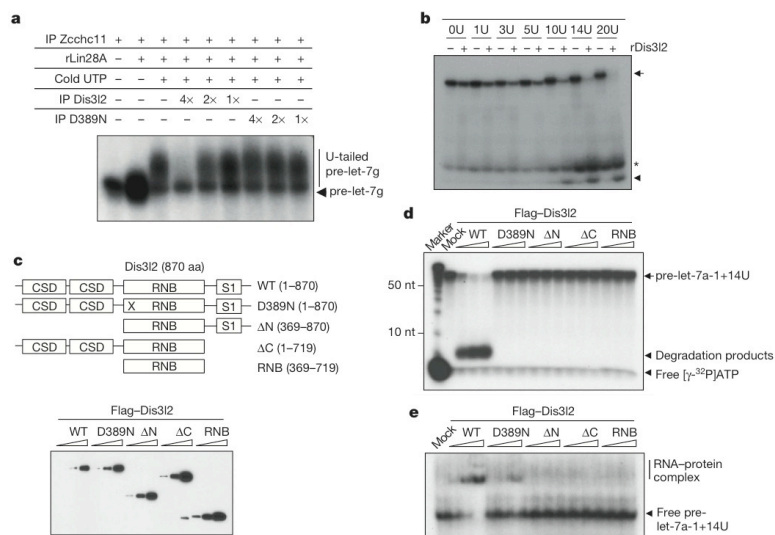 a
IP Zcchc11 + + + + + + + + +
rLin28A – + + + + + + + +
Cold UTP – – + + + + + + +
IP Dis3l2 – – – 4× 2× 1× – – –
IP D389N – – – – – – 4× 2× 1×
U-tailed
pre-let-7g
pre-let-7g
b
0U 1U 3U 5U 10U 14U 20U
– + – + – + – + – + – + – + rDis3l2
*
c
Dis3l2 (870 aa)
CSD CSD RNB S1 WT (1–870)
CSD CSD X RNB S1 D389N (1–870)
RNB S1 ΔN (369–870)
CSD CSD RNB ΔC (1–719)
RNB RNB (369–719)
Flag–Dis3l2
WT D389N ΔN ΔC RNB
d
Flag–Dis3l2
Marker Mock WT D389N ΔN ΔC RNB
pre-let-7a-1+14U
50 nt
10 nt
Degradation products
Free [γ-³²P]ATP
e
Flag–Dis3l2
Mock WT D389N ΔN ΔC RNB
RNA–protein
complex
Free pre-
let-7a-1+14U